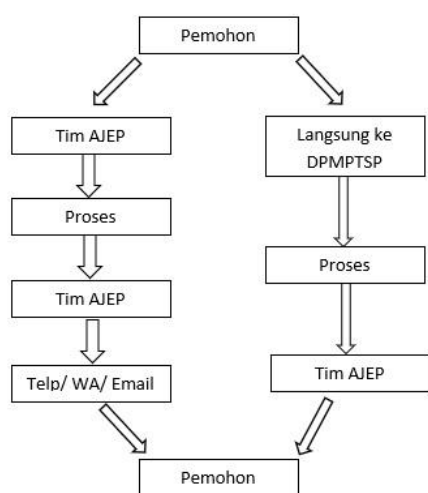 Pemohon
Tim AJEP
Proses
Tim AJEP
Telp/ WA/ Email
Langsung ke
DPMPTSP
Proses
Tim AJEP
Pemohon